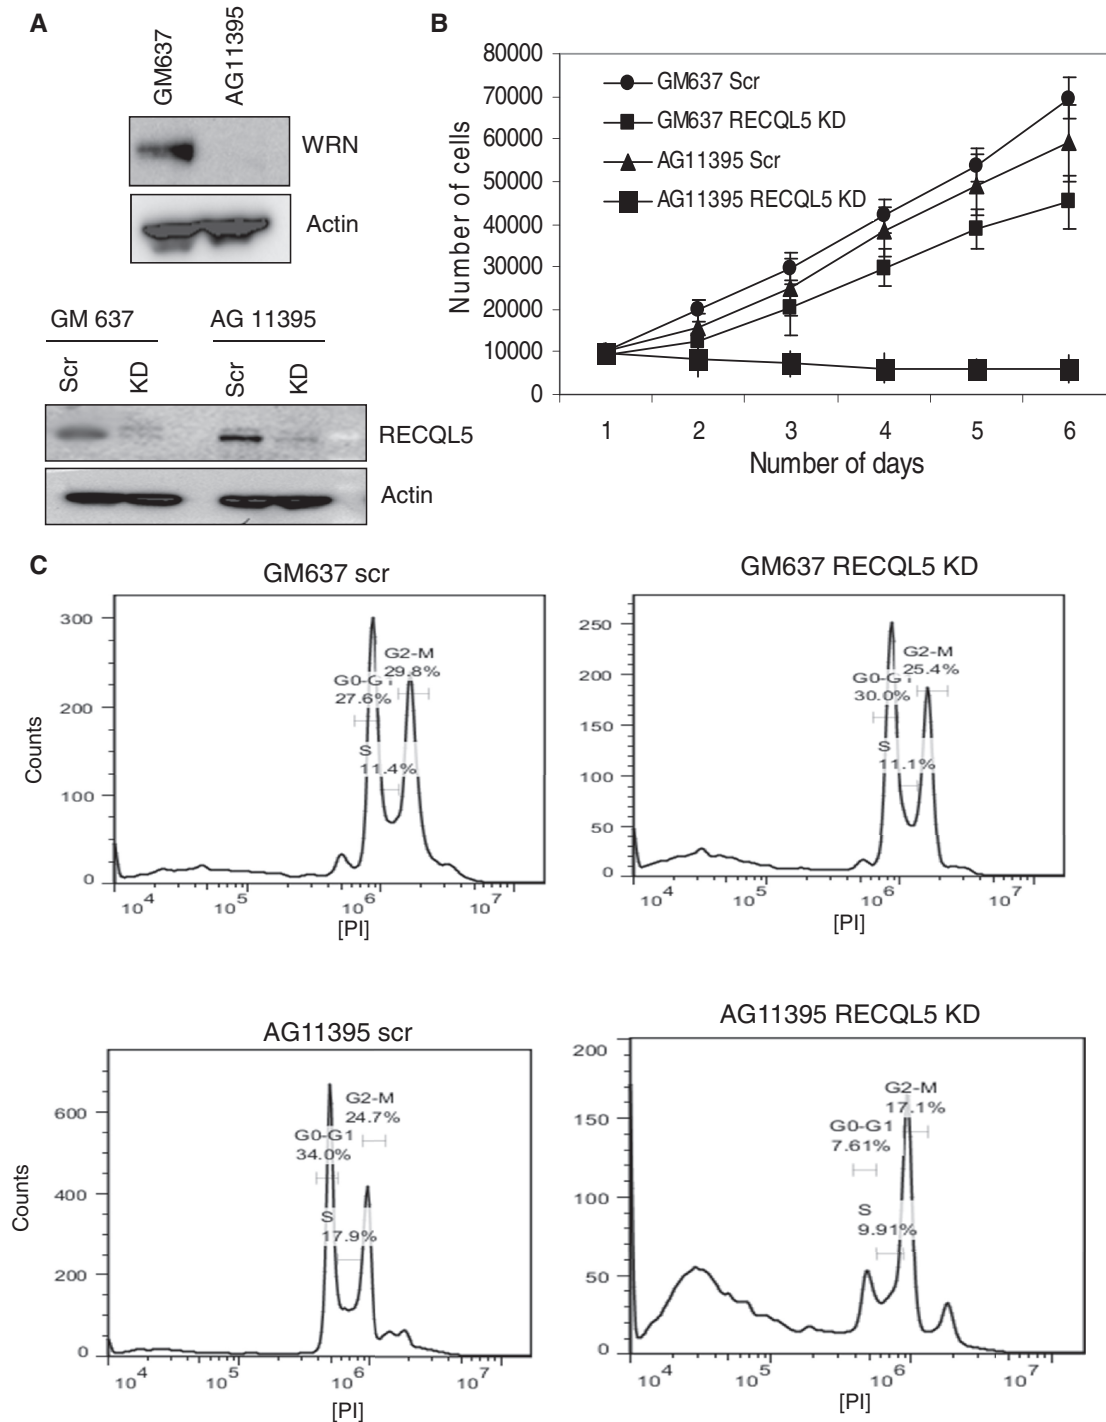 A
GM637
AG11395
WRN
Actin
GM 637
AG 11395
Scr
KD
Scr
KD
RECQL5
Actin
B
80000
70000
60000
50000
40000
30000
20000
10000
0
Number of cells
GM637 Scr
GM637 RECQL5 KD
AG11395 Scr
AG11395 RECQL5 KD
1 2 3 4 5 6
Number of days
C
GM637 scr
300
200
100
0
Counts
G2-M
29.8%
G0-G1
27.6%
S
11.4%
10^4 10^5 10^6 10^7
[PI]
GM637 RECQL5 KD
250
200
150
100
50
0
G2-M
25.4%
G0-G1
30.0%
S
11.1%
10^4 10^5 10^6 10^7
[PI]
AG11395 scr
600
400
200
0
Counts
G2-M
24.7%
G0-G1
34.0%
S
17.9%
10^4 10^5 10^6 10^7
[PI]
AG11395 RECQL5 KD
200
150
100
50
0
G2-M
17.1%
G0-G1
7.61%
S
9.91%
10^4 10^5 10^6 10^7
[PI]